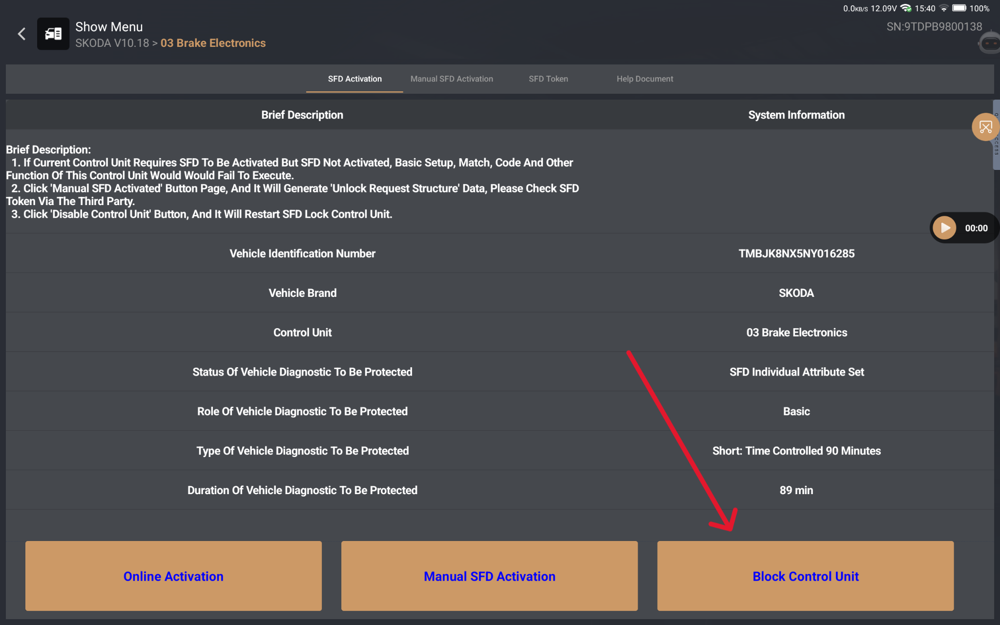 0.0KB/S 12.09V 15:40 100%
Show Menu
SKODA V10.18 > 03 Brake Electronics
SN:9TDPB9800138
SFD Activation Manual SFD Activation SFD Token Help Document
Brief Description System Information
Brief Description:
1. If Current Control Unit Requires SFD To Be Activated But SFD Not Activated, Basic Setup, Match, Code And Other
Function Of This Control Unit Would Would Fail To Execute.
2. Click 'Manual SFD Activated' Button Page, And It Will Generate 'Unlock Request Structure' Data, Please Check SFD
Token Via The Third Party.
3. Click 'Disable Control Unit' Button, And It Will Restart SFD Lock Control Unit.
00:00
Vehicle Identification Number TMBJK8NX5NY016285
Vehicle Brand SKODA
Control Unit 03 Brake Electronics
Status Of Vehicle Diagnostic To Be Protected SFD Individual Attribute Set
Role Of Vehicle Diagnostic To Be Protected Basic
Type Of Vehicle Diagnostic To Be Protected Short: Time Controlled 90 Minutes
Duration Of Vehicle Diagnostic To Be Protected 89 min
Online Activation Manual SFD Activation Block Control Unit